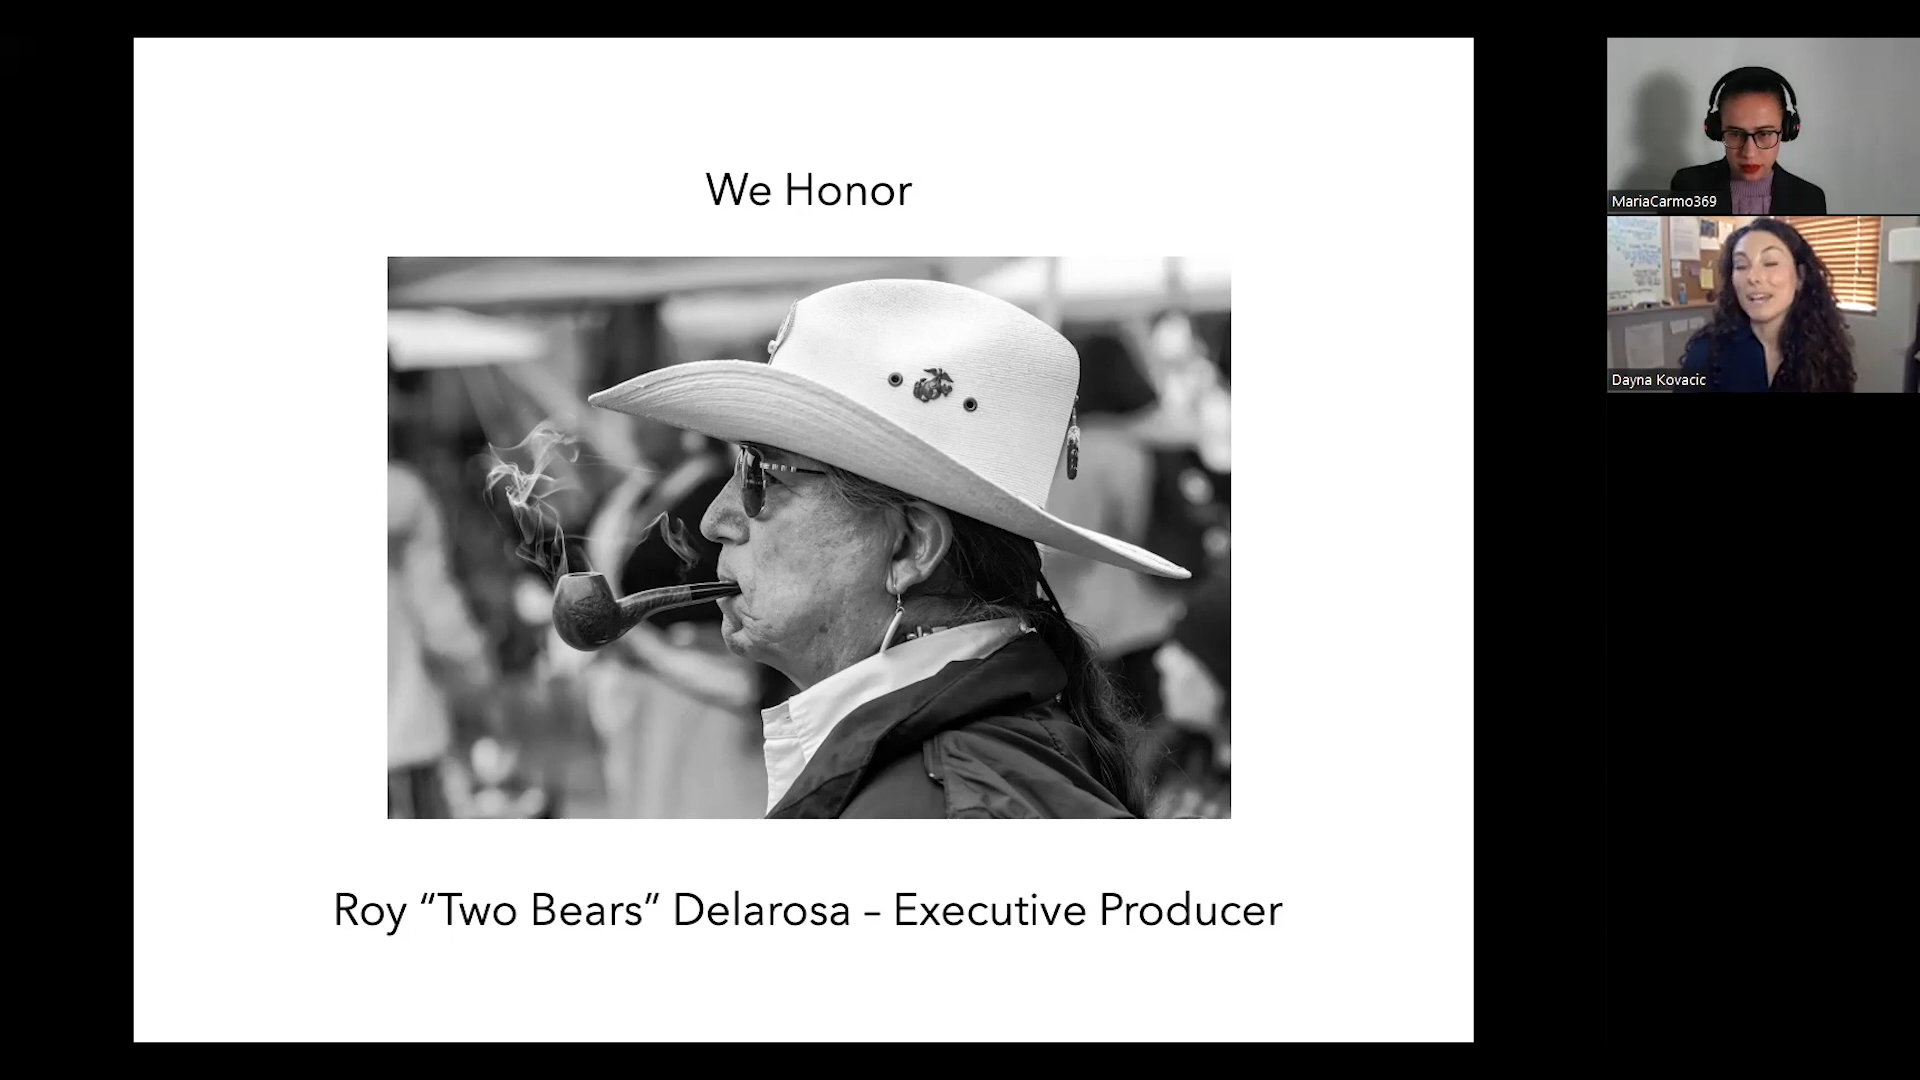 We Honor
Roy “Two Bears” Delarosa – Executive Producer
MariaCarmo369
Dayna Kovacic